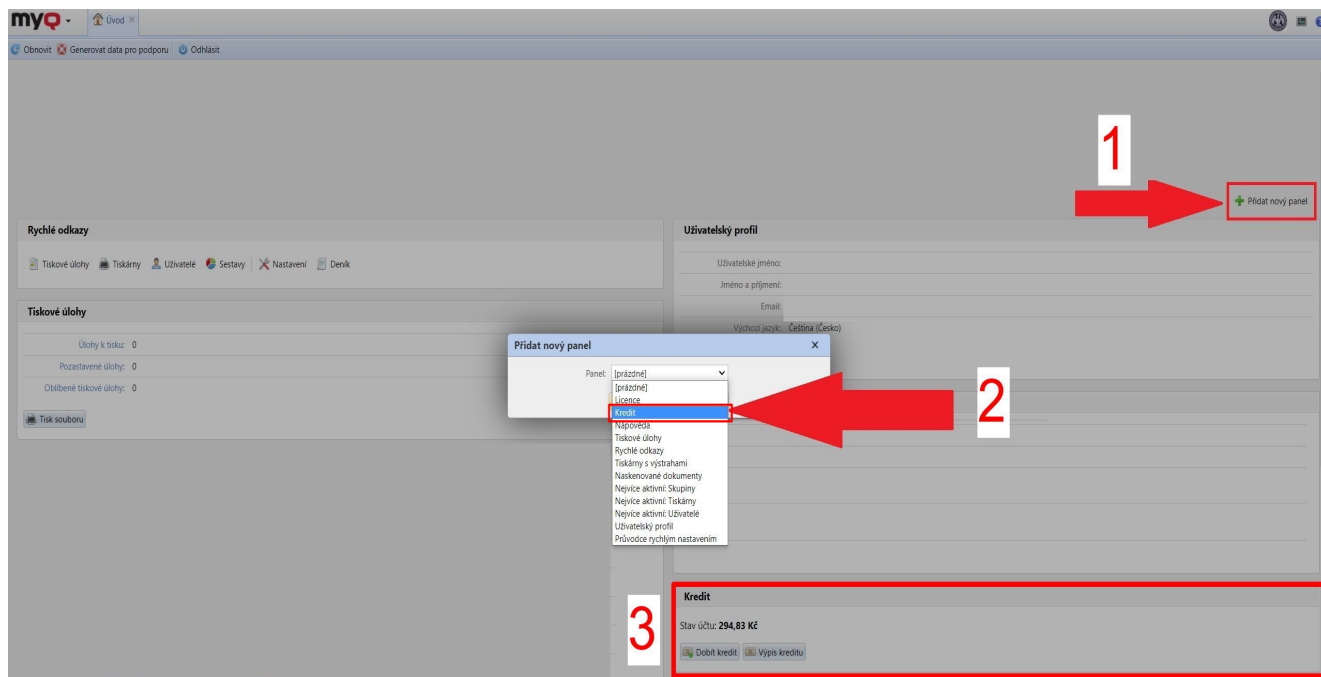 myQ
Úvod
Obnovit Generovat data pro podporu Odhlásit
1
Přidat nový panel
Rychlé odkazy
Tiskové úlohy Tiskárny Uživatelé Sestavy Nastavení Deník
Uživatelský profil
Uživatelské jméno:
Jméno a příjmení:
Email:
Výchozí jazyk: Čeština (Česko)
Tiskové úlohy
Úlohy k tisku: 0
Pozastavené úlohy: 0
Oblíbené tiskové úlohy: 0
Tisk souboru
Přidat nový panel x
Panel: [prázdné]
[prázdné]
Licence
Kredit
Nápověda
Tiskové úlohy
Rychlé odkazy
Tiskárny s výstrahami
Naskenované dokumenty
Nejvíce aktivní: Skupiny
Nejvíce aktivní: Tiskárny
Nejvíce aktivní: Uživatelé
Uživatelský profil
Průvodce rychlým nastavením
2
3
Kredit
Stav účtu: 294,83 Kč
Dobít kredit Výpis kreditu